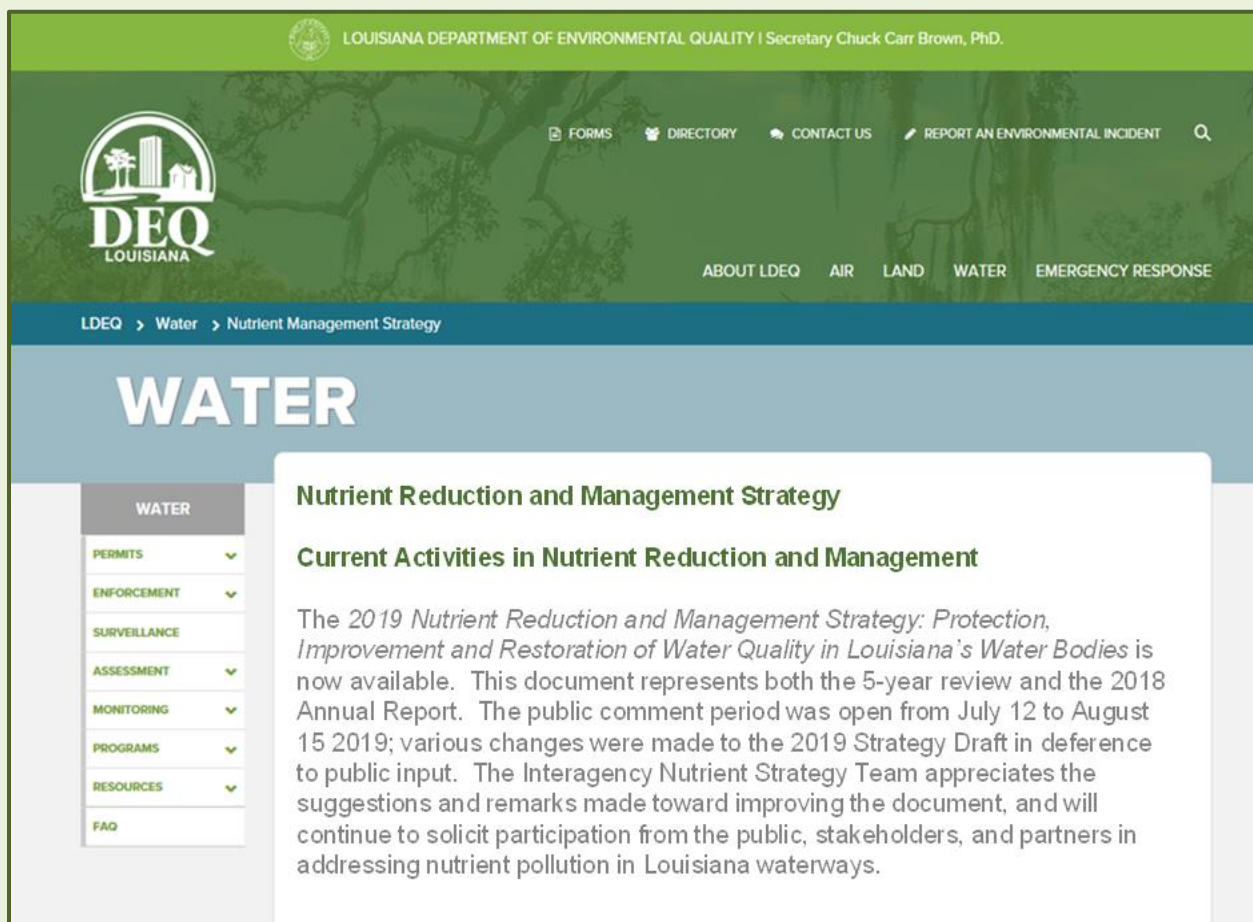 LOUISIANA DEPARTMENT OF ENVIRONMENTAL QUALITY I Secretary Chuck Carr Brown, PhD.
FORMS DIRECTORY CONTACT US REPORT AN ENVIRONMENTAL INCIDENT
DEQ
LOUISIANA
ABOUT LDEQ AIR LAND WATER EMERGENCY RESPONSE
LDEQ > Water > Nutrient Management Strategy
WATER
WATER
PERMITS
ENFORCEMENT
SURVEILLANCE
ASSESSMENT
MONITORING
PROGRAMS
RESOURCES
FAQ
Nutrient Reduction and Management Strategy
Current Activities in Nutrient Reduction and Management
The 2019 Nutrient Reduction and Management Strategy: Protection,
Improvement and Restoration of Water Quality in Louisiana's Water Bodies is
now available. This document represents both the 5-year review and the 2018
Annual Report. The public comment period was open from July 12 to August
15 2019; various changes were made to the 2019 Strategy Draft in deference
to public input. The Interagency Nutrient Strategy Team appreciates the
suggestions and remarks made toward improving the document, and will
continue to solicit participation from the public, stakeholders, and partners in
addressing nutrient pollution in Louisiana waterways.